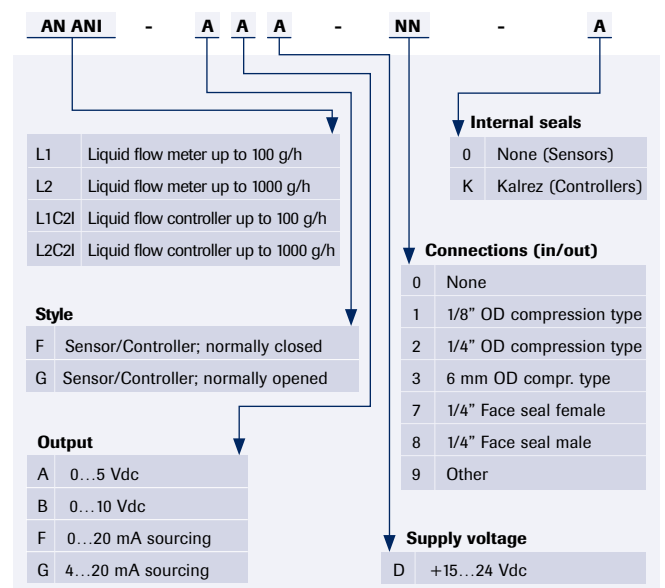 AN ANI - A A A - NN - A
L1 Liquid flow meter up to 100 g/h
L2 Liquid flow meter up to 1000 g/h
L1C2I Liquid flow controller up to 100 g/h
L2C2I Liquid flow controller up to 1000 g/h
Style
F Sensor/Controller; normally closed
G Sensor/Controller; normally opened
Output
A 0...5 Vdc
B 0...10 Vdc
F 0...20 mA sourcing
G 4...20 mA sourcing
Internal seals
0 None (Sensors)
K Kalrez (Controllers)
Connections (in/out)
0 None
1 1/8” OD compression type
2 1/4” OD compression type
3 6 mm OD compr. type
7 1/4” Face seal female
8 1/4” Face seal male
9 Other
Supply voltage
D +15...24 Vdc